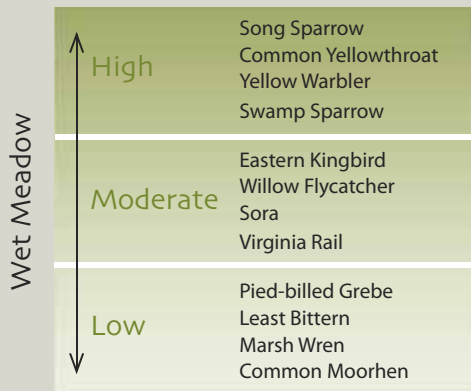 Wet Meadow
High
Song Sparrow
Common Yellowthroat
Yellow Warbler
Swamp Sparrow
Moderate
Eastern Kingbird
Willow Flycatcher
Sora
Virginia Rail
Low
Pied-billed Grebe
Least Bittern
Marsh Wren
Common Moorhen